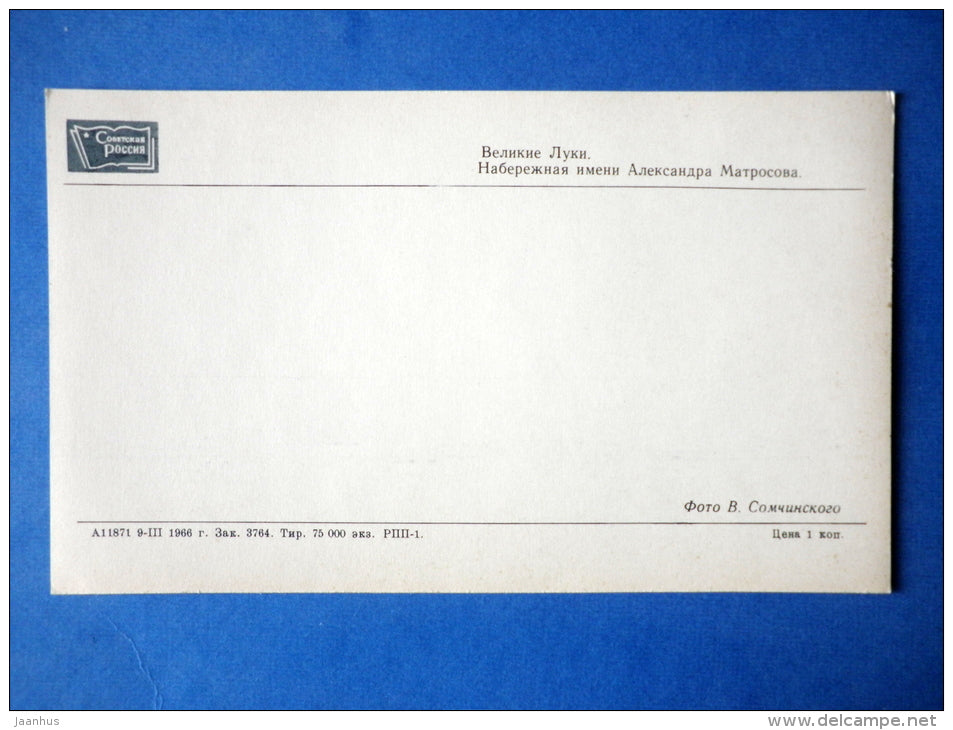 Советская
Россия
Великие Луки.
Набережная имени Александра Матросова.
Фото В. Сомчинского
А11871 9-III 1966 г. Зак. 3764. Тир. 75 000 экз. РПП-1.
Цена 1 коп.
jaanhus
www.delcampe.net